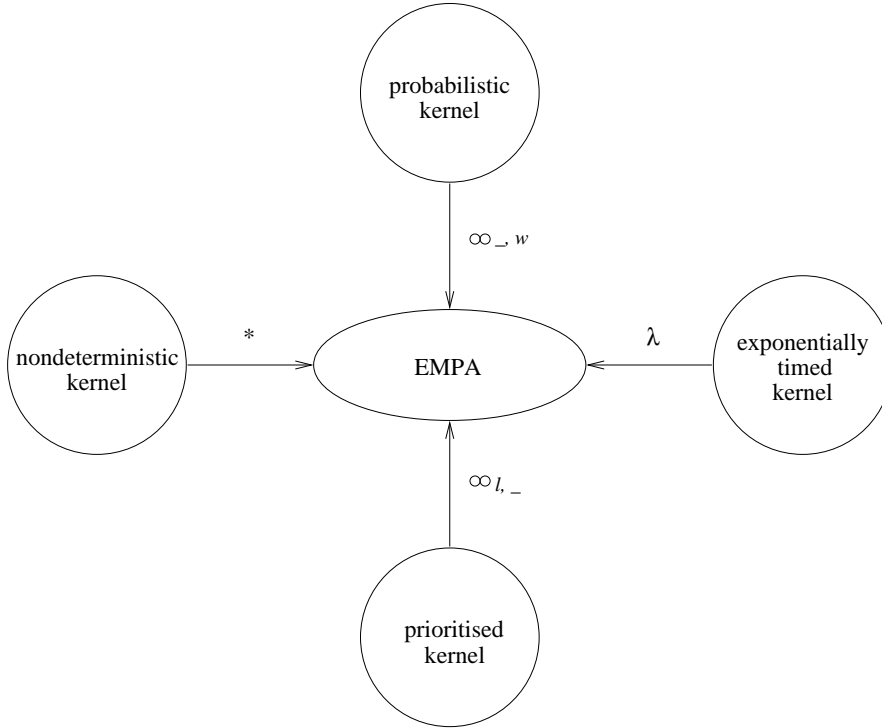 probabilistic
kernel
∞ _, w
nondeterministic
kernel
*
EMPA
λ
exponentially
timed
kernel
∞ l, _
prioritised
kernel